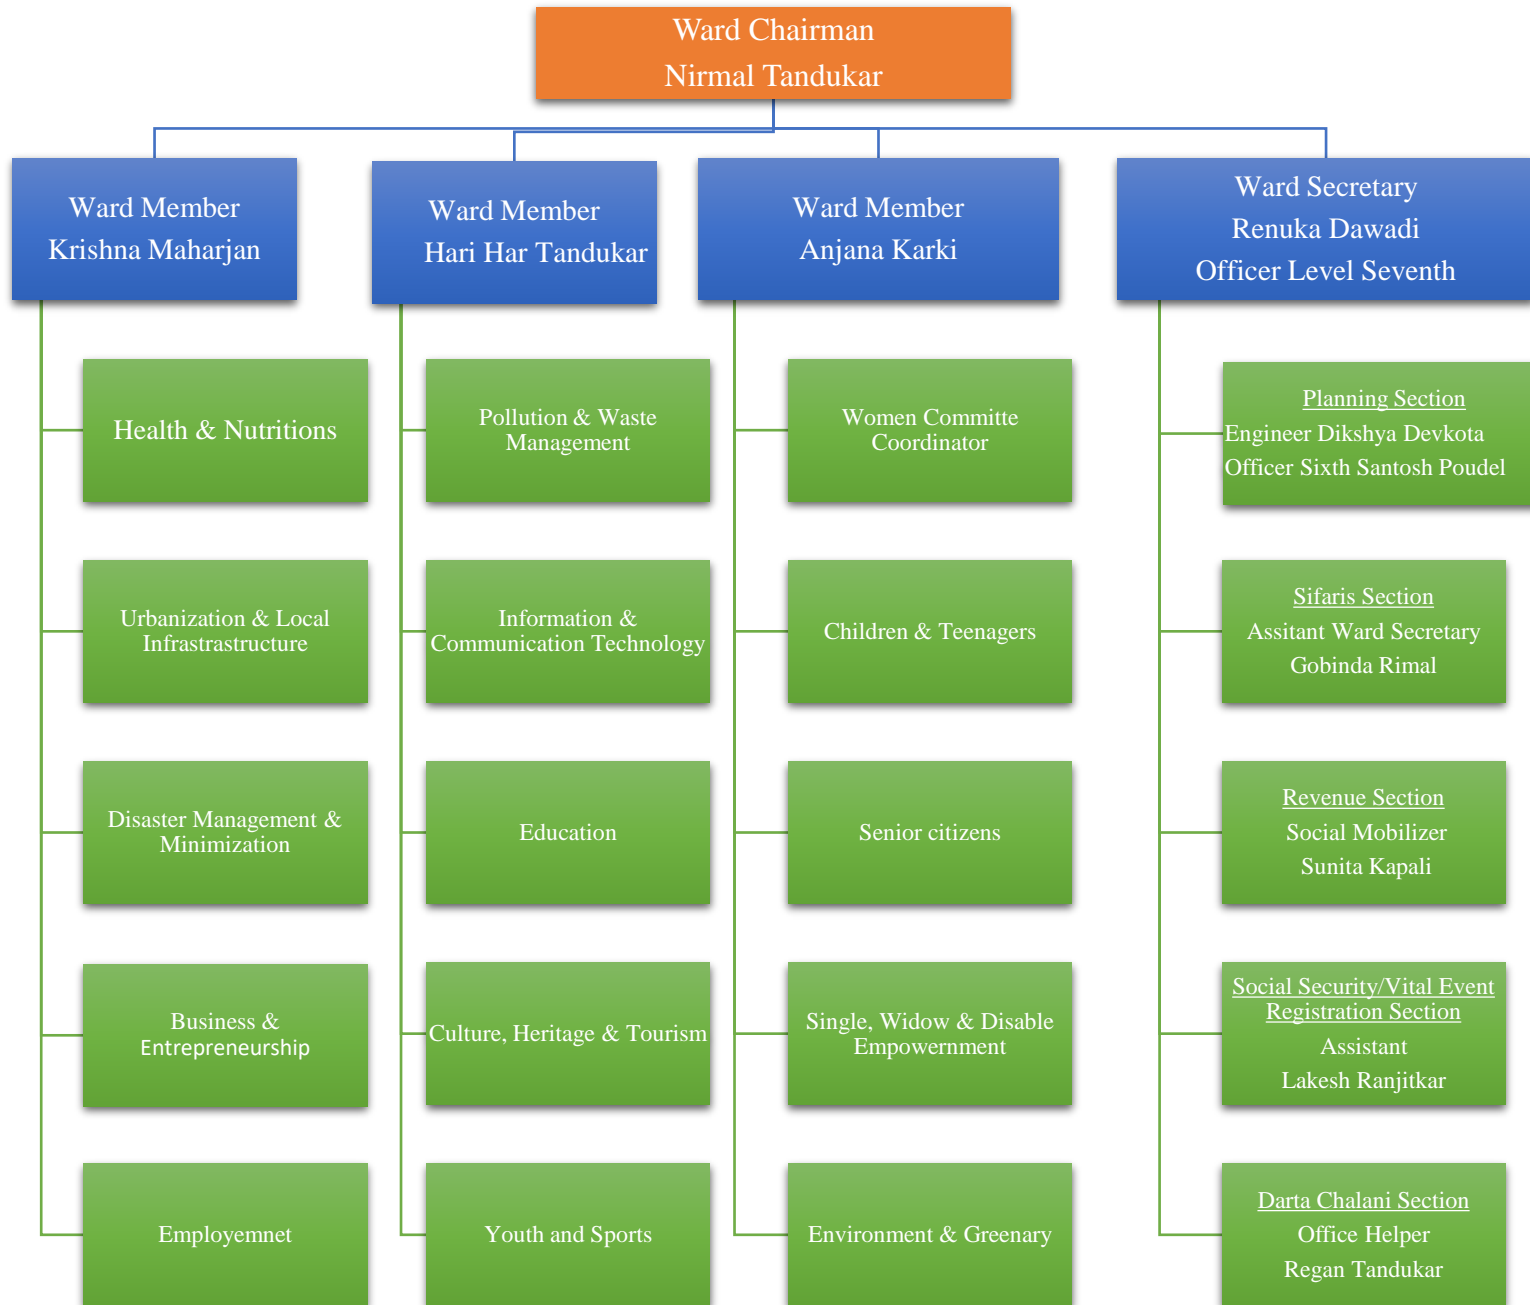 Ward Chairman
Nirmal Tandukar
Ward Member
Krishna Maharjan
Ward Member
Hari Har Tandukar
Ward Member
Anjana Karki
Ward Secretary
Renuka Dawadi
Officer Level Seventh
Health & Nutritions
Urbanization & Local
Infrastrastructure
Disaster Management &
Minimization
Business &
Entrepreneurship
Employemnet
Pollution & Waste
Management
Information &
Communication Technology
Education
Culture, Heritage & Tourism
Youth and Sports
Women Committe
Coordinator
Children & Teenagers
Senior citizens
Single, Widow & Disable
Empowernment
Environment & Greenary
Planning Section
Engineer Dikshya Devkota
Officer Sixth Santosh Poudel
Sifaris Section
Assitant Ward Secretary
Gobinda Rimal
Revenue Section
Social Mobilizer
Sunita Kapali
Social Security/Vital Event
Registration Section
Assistant
Lakesh Ranjitkar
Darta Chalani Section
Office Helper
Regan Tandukar